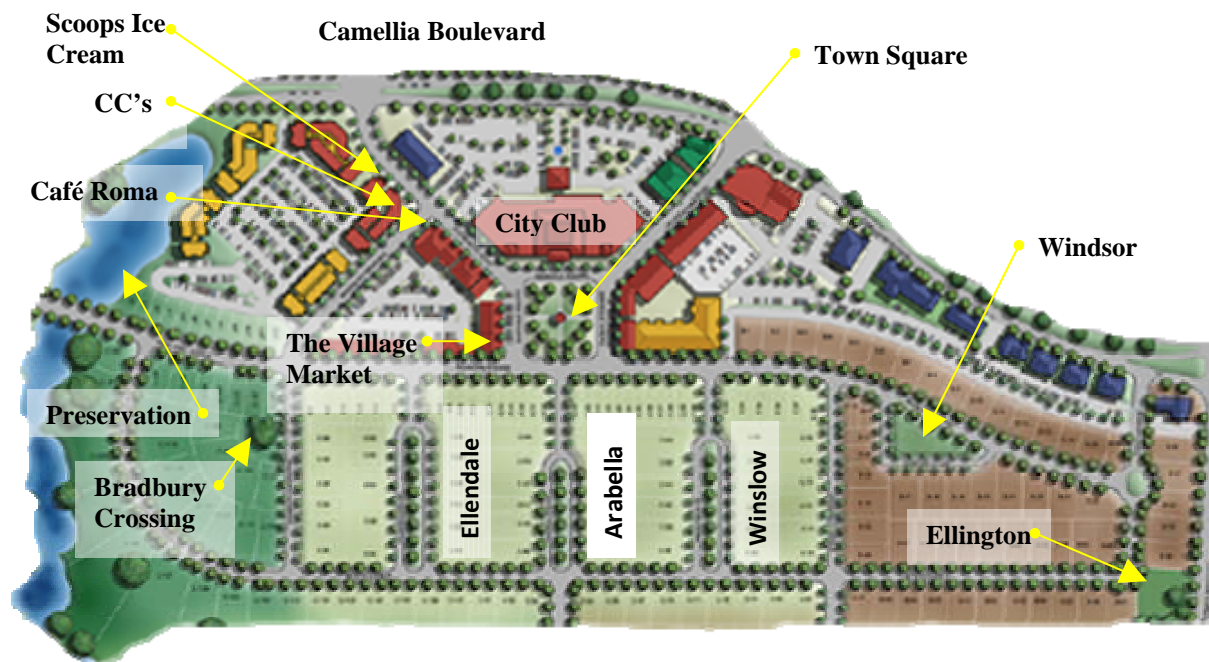 Scoops Ice
Cream
Camellia Boulevard
Town Square
CC’s
Café Roma
City Club
Windsor
The Village
Market
Preservation
Bradbury
Crossing
Ellendale
Arabella
Winslow
Ellington